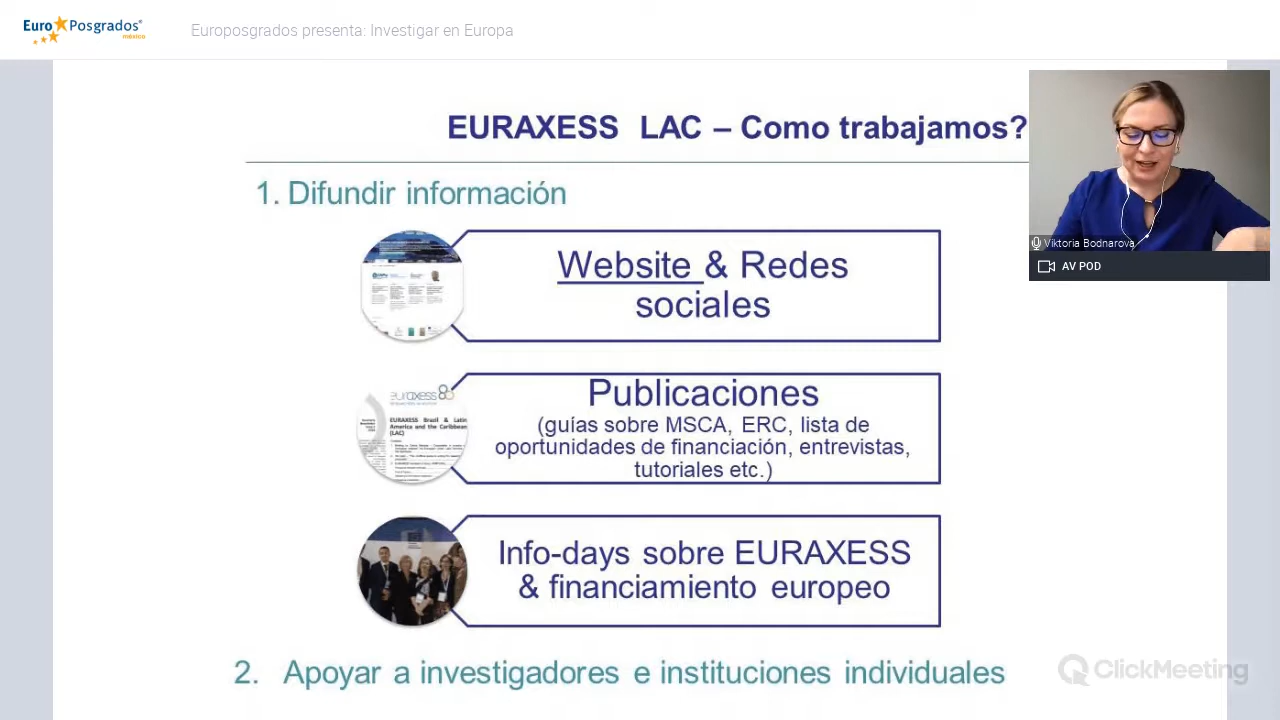 Euro Posgrados®
méxico
Europosgrados presenta: Investigar en Europa
EURAXESS LAC – Como trabajamos?
AV POD
1. Difundir información
Website & Redes
sociales
euraxess
EURAXESS Brazil & Latin
America and the Caribbean
(LAC)
Publicaciones
(guías sobre MSCA, ERC, lista de
oportunidades de financiación, entrevistas,
tutoriales etc.)
Info-days sobre EURAXESS
& financiamiento europeo
2. Apoyar a investigadores e instituciones individuales
ClickMeeting